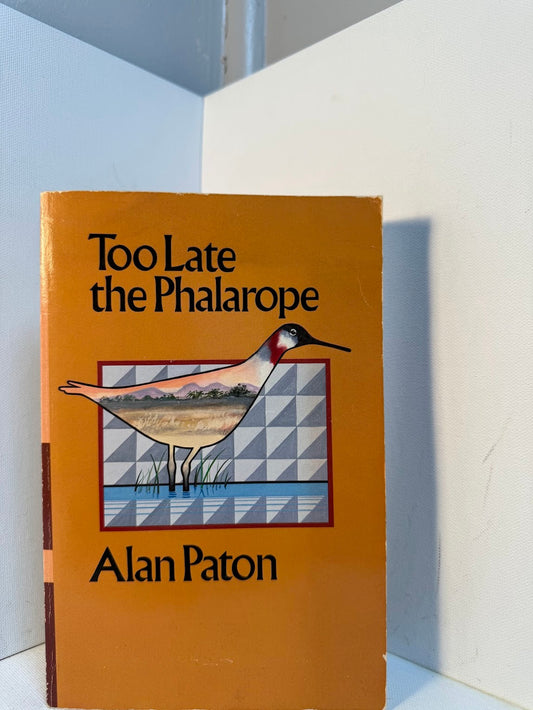 Too Late
the Phalarope
Alan Paton